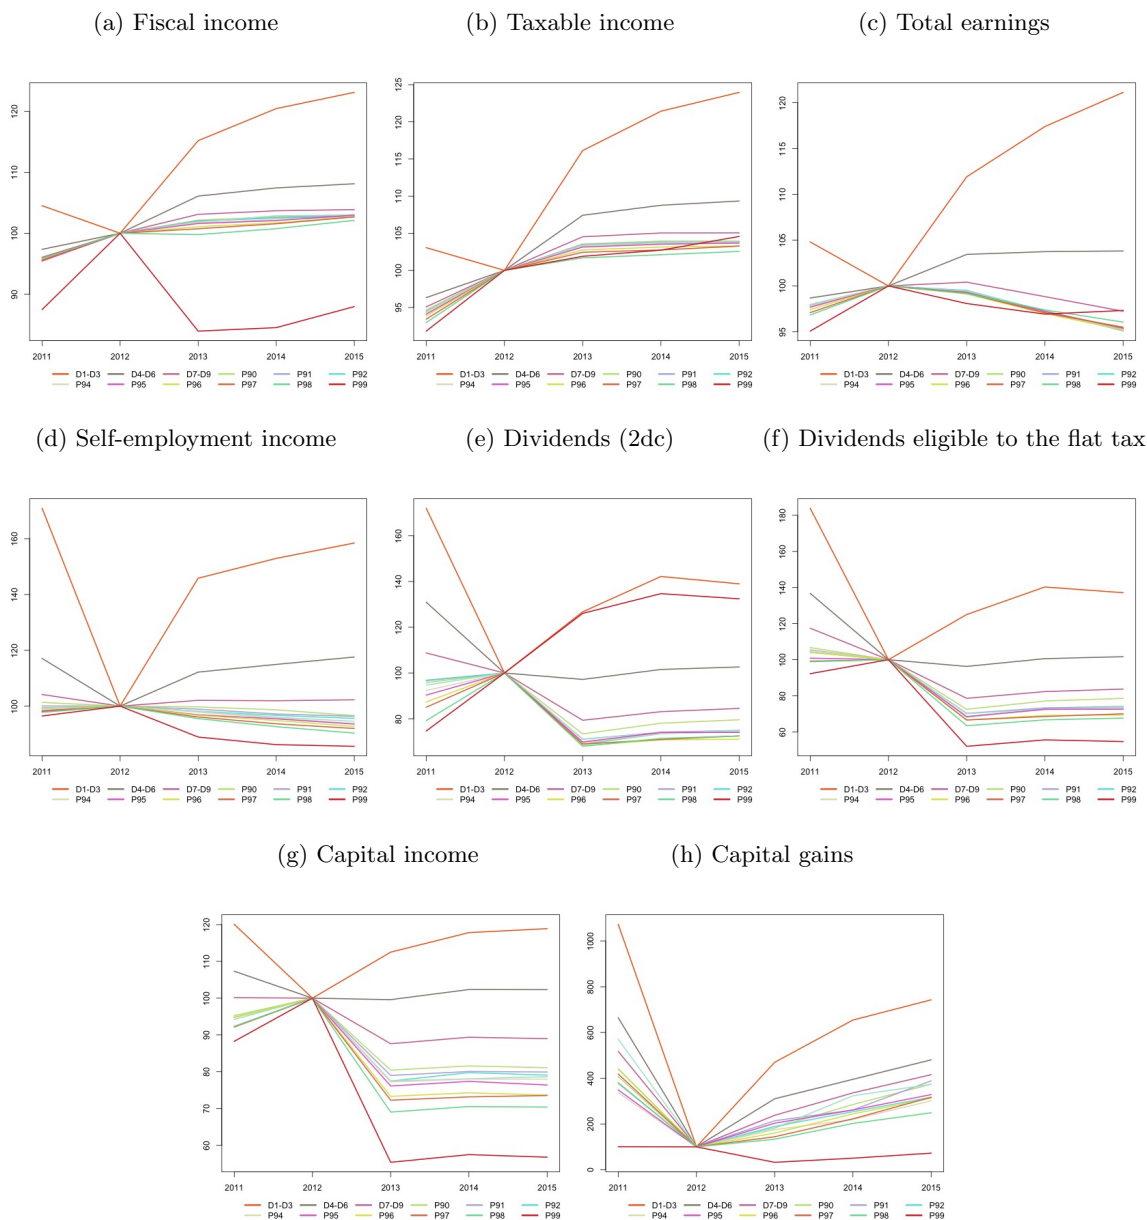 (a) Fiscal income
(b) Taxable income
(c) Total earnings
120
110
100
90
2011 2012 2013 2014 2015
D1-D3 D4-D6 D7-D9 P90 P91 P92
P94 P95 P96 P97 P98 P99
125
120
115
110
105
100
95
2011 2012 2013 2014 2015
D1-D3 D4-D6 D7-D9 P90 P91 P92
P94 P95 P96 P97 P98 P99
120
115
110
105
100
95
2011 2012 2013 2014 2015
D1-D3 D4-D6 D7-D9 P90 P91 P92
P94 P95 P96 P97 P98 P99
(d) Self-employment income
(e) Dividends (2dc)
(f) Dividends eligible to the flat tax
160
140
120
100
2011 2012 2013 2014 2015
D1-D3 D4-D6 D7-D9 P90 P91 P92
P94 P95 P96 P97 P98 P99
160
140
120
100
80
2011 2012 2013 2014 2015
D1-D3 D4-D6 D7-D9 P90 P91 P92
P94 P95 P96 P97 P98 P99
180
160
140
120
100
80
60
2011 2012 2013 2014 2015
D1-D3 D4-D6 D7-D9 P90 P91 P92
P94 P95 P96 P97 P98 P99
(g) Capital income
(h) Capital gains
120
110
100
90
80
70
60
2011 2012 2013 2014 2015
D1-D3 D4-D6 D7-D9 P90 P91 P92
P94 P95 P96 P97 P98 P99
1000
800
600
400
200
0
2011 2012 2013 2014 2015
D1-D3 D4-D6 D7-D9 P90 P91 P92
P94 P95 P96 P97 P98 P99